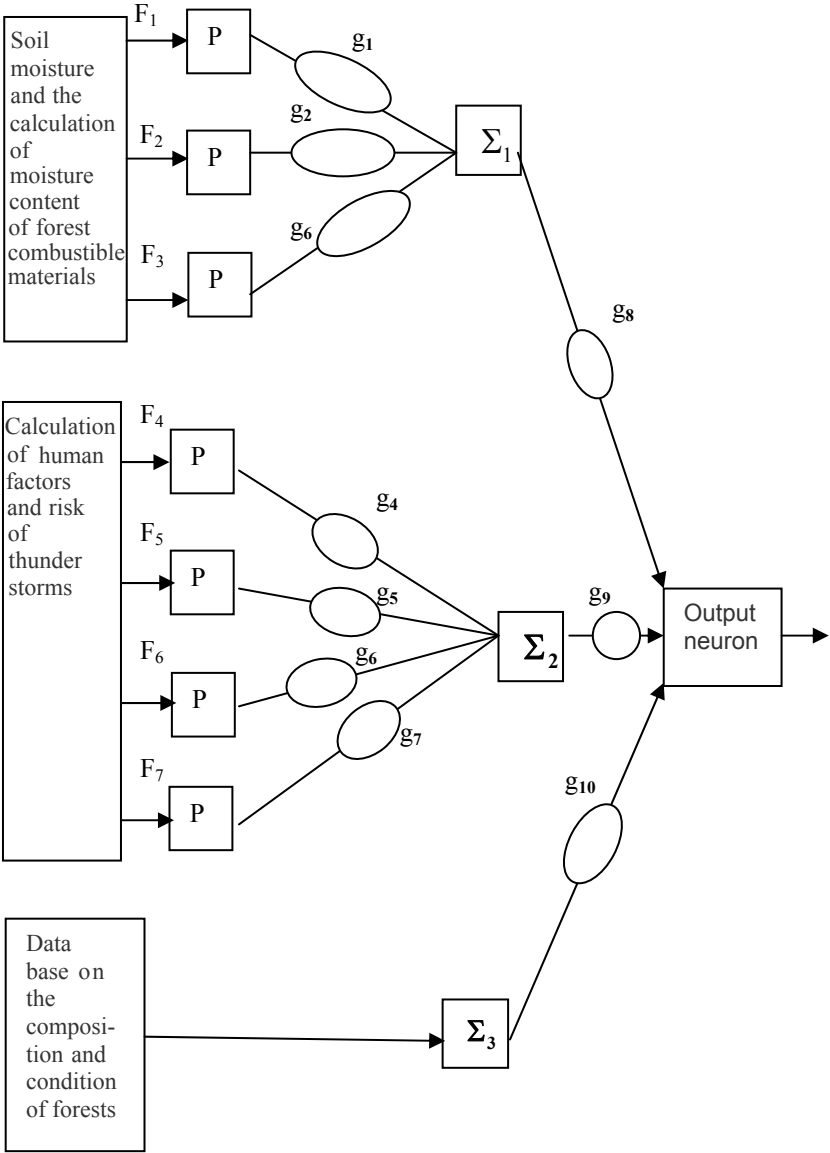 F1
P
g1
Soil
moisture
and the
calculation
of
moisture
content
of forest
combustible
materials
g2
F2
P
Σ1
g6
F3
P
g8
F4
Calculation
of human
factors
and risk
of
thunder
storms
P
g4
F5
P
g5
g9
Output
neuron
Σ2
F6
P
g6
g7
F7
P
g10
Data
base on
the
composi-
tion and
condition
of forests
Σ3